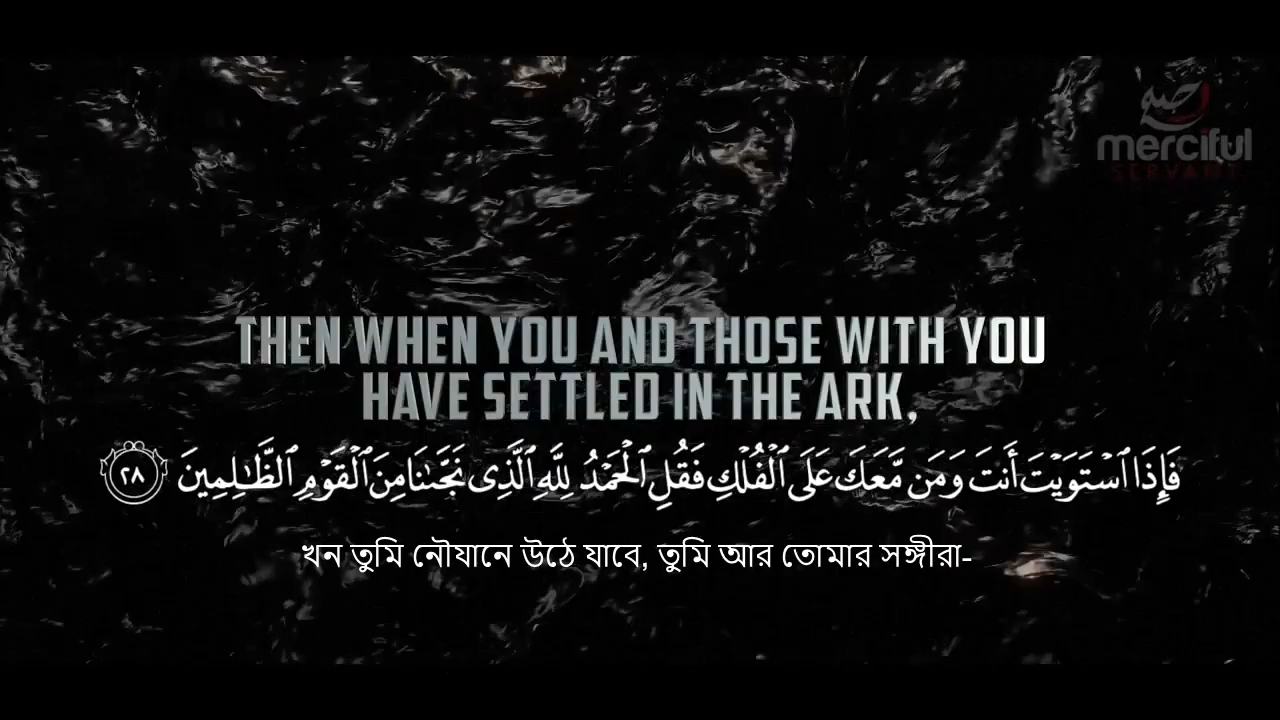 merciful
SERVANT
THEN WHEN YOU AND THOSE WITH YOU
HAVE SETTLED IN THE ARK,
فَإِذَا ٱسْتَوَيْتَ أَنتَ وَمَن مَّعَكَ عَلَى ٱلْفُلْكِ فَقُلِ ٱلْحَمْدُ لِلَّهِ ٱلَّذِى نَجَّىٰنَا مِنَ ٱلْقَوْمِ ٱلظَّـٰلِمِينَ ٢٨
খন তুমি নৌযানে উঠে যাবে, তুমি আর তোমার সঙ্গীরা-